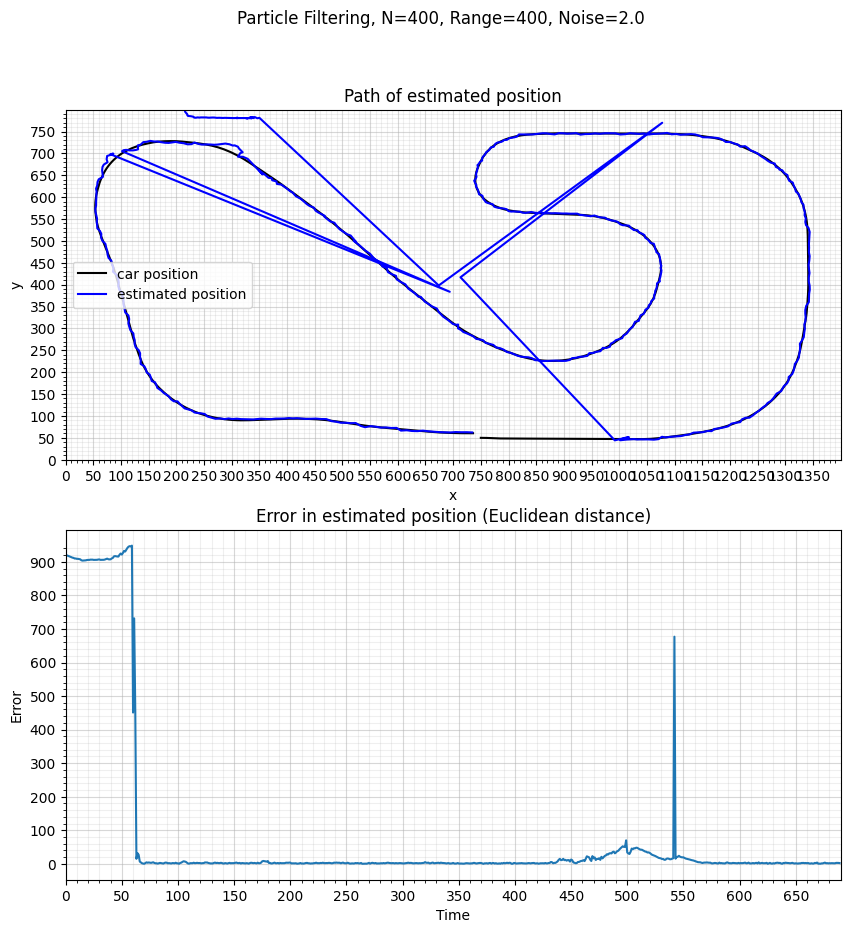 Particle Filtering, N=400, Range=400, Noise=2.0
Path of estimated position
750
700
650
600
550
500
450
400
350
300
250
200
150
100
50
0
y
car position
estimated position
0 50 100 150 200 250 300 350 400 450 500 550 600 650 700 750 800 850 900 950 1000 1050 1100 1150 1200 1250 1300 1350
x
Error in estimated position (Euclidean distance)
900
800
700
600
500
400
300
200
100
0
Error
0 50 100 150 200 250 300 350 400 450 500 550 600 650
Time